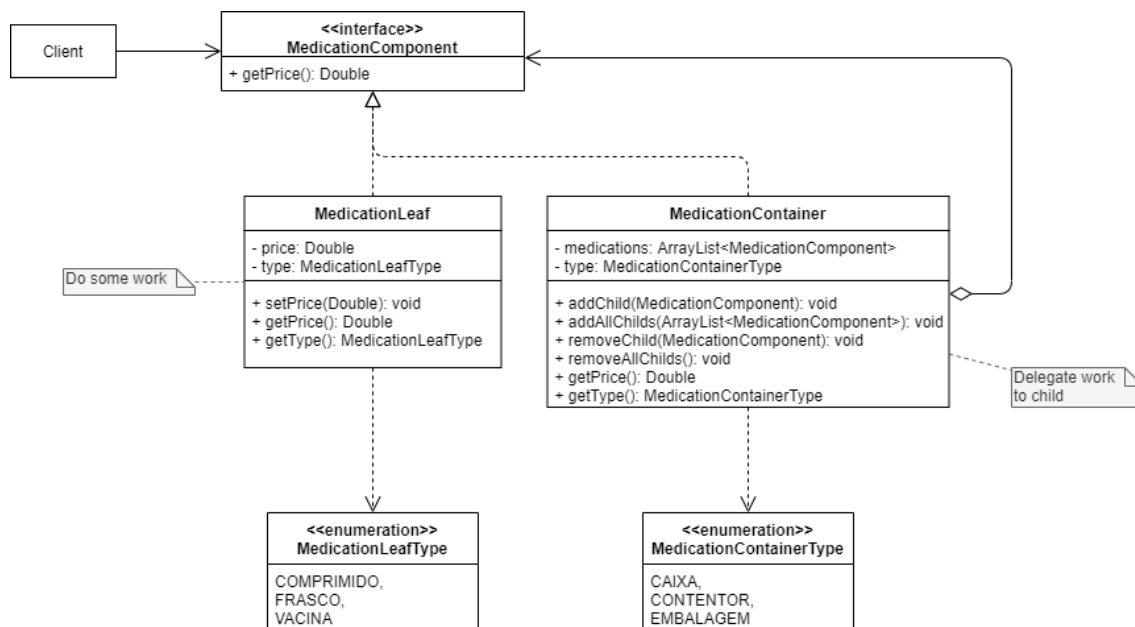 Client
<<interface>>
MedicationComponent
+ getPrice(): Double
MedicationLeaf
- price: Double
- type: MedicationLeafType
+ setPrice(Double): void
+ getPrice(): Double
+ getType(): MedicationLeafType
Do some work
MedicationContainer
- medications: ArrayList<MedicationComponent>
- type: MedicationContainerType
+ addChild(MedicationComponent): void
+ addAllChilds(ArrayList<MedicationComponent>): void
+ removeChild(MedicationComponent): void
+ removeAllChilds(): void
+ getPrice(): Double
+ getType(): MedicationContainerType
Delegate work
to child
<<enumeration>>
MedicationLeafType
COMPRIMIDO,
FRASCO,
VACINA
<<enumeration>>
MedicationContainerType
CAIXA,
CONTENTOR,
EMBALAGEM